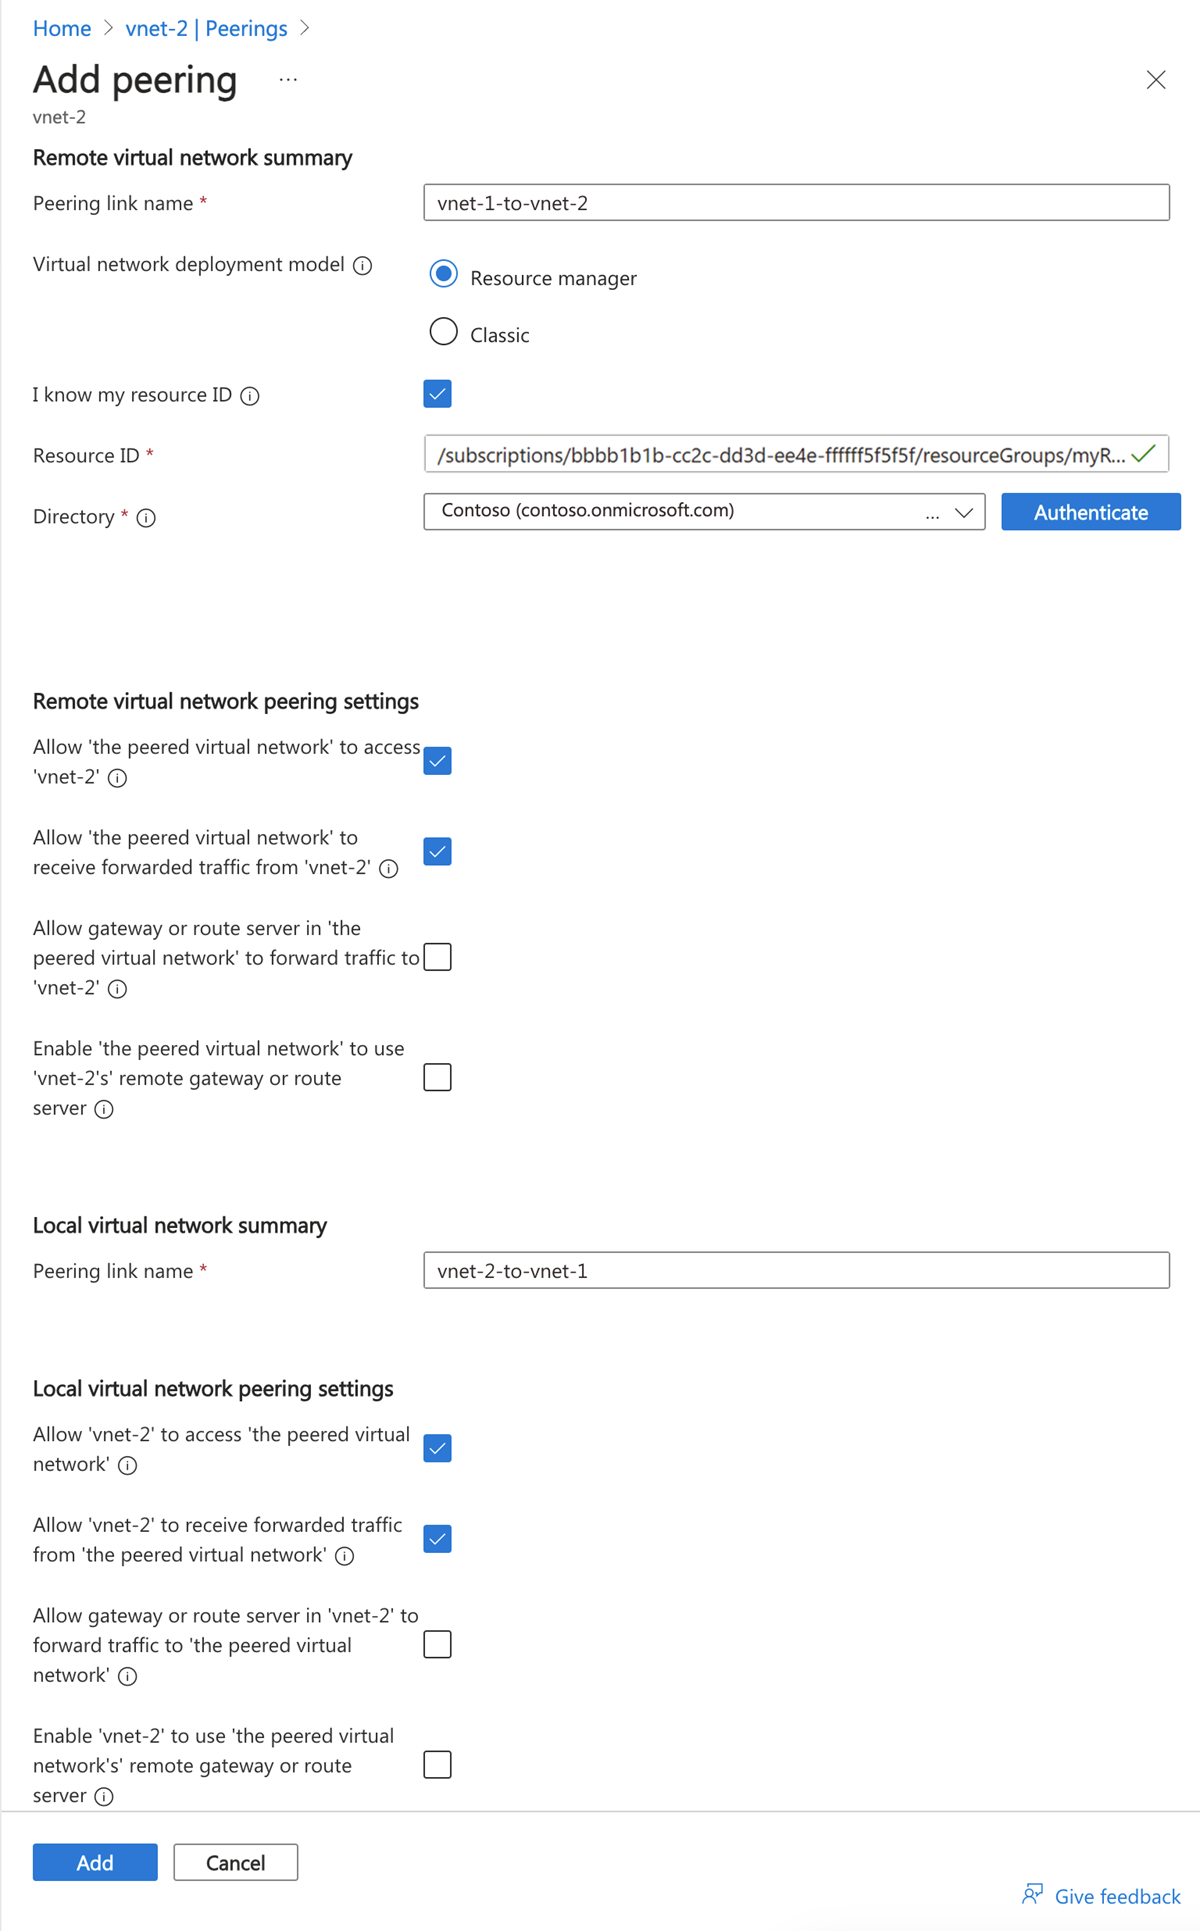 Home > vnet-2 | Peerings >
Add peering ...
vnet-2
Remote virtual network summary
Peering link name *
vnet-1-to-vnet-2
Virtual network deployment model
Resource manager
Classic
I know my resource ID
Resource ID *
/subscriptions/bbbb1b1b-cc2c-dd3d-ee4e-ffffff5f5f5f/resourceGroups/myR...
Directory *
Contoso (contoso.onmicrosoft.com) ...
Authenticate
Remote virtual network peering settings
Allow 'the peered virtual network' to access
'vnet-2'
Allow 'the peered virtual network' to
receive forwarded traffic from 'vnet-2'
Allow gateway or route server in 'the
peered virtual network' to forward traffic to
'vnet-2'
Enable 'the peered virtual network' to use
'vnet-2's' remote gateway or route
server
Local virtual network summary
Peering link name *
vnet-2-to-vnet-1
Local virtual network peering settings
Allow 'vnet-2' to access 'the peered virtual
network'
Allow 'vnet-2' to receive forwarded traffic
from 'the peered virtual network'
Allow gateway or route server in 'vnet-2' to
forward traffic to 'the peered virtual
network'
Enable 'vnet-2' to use 'the peered virtual
network's' remote gateway or route
server
Add
Cancel
Give feedback